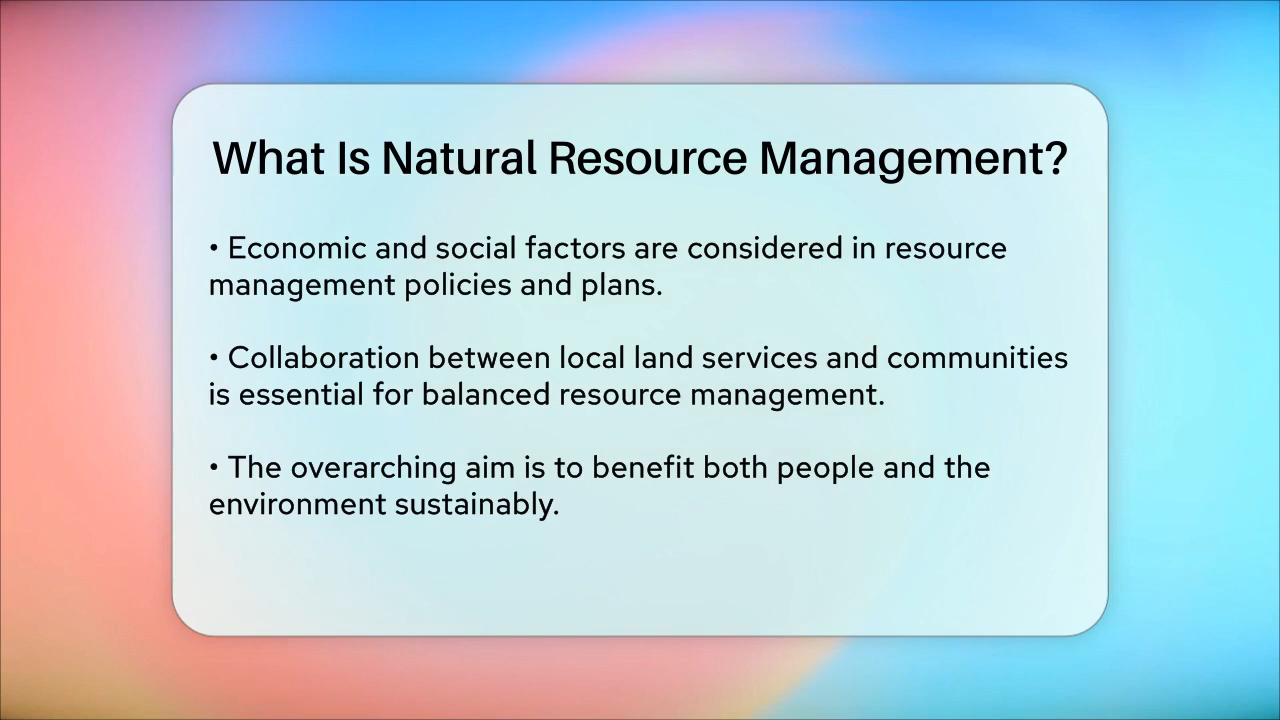 What Is Natural Resource Management?
• Economic and social factors are considered in resource
management policies and plans.
• Collaboration between local land services and communities
is essential for balanced resource management.
• The overarching aim is to benefit both people and the
environment sustainably.